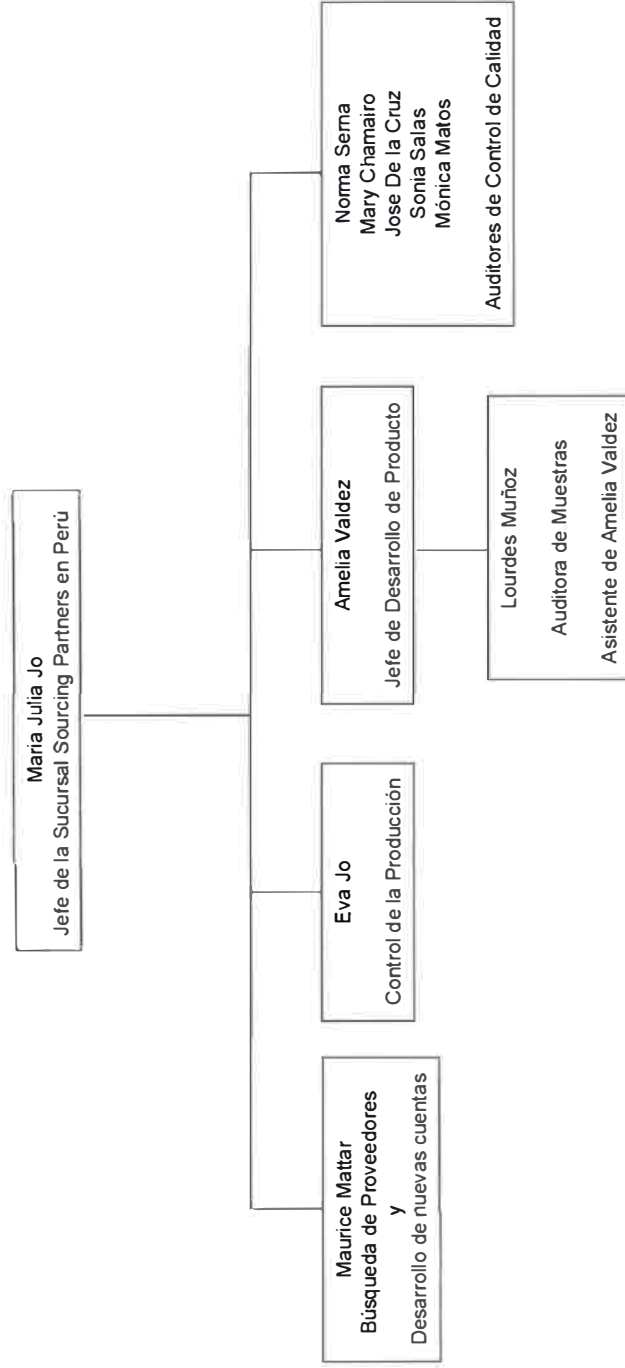 Maria Julia Jo
Jefe de la Sucursal Sourcing Partners en Perú
Maurice Mattar
Búsqueda de Proveedores
y
Desarrollo de nuevas cuentas
Eva Jo
Control de la Producción
Amelia Valdez
Jefe de Desarrollo de Producto
Lourdes Muñoz
Auditora de Muestras
Asistente de Amelia Valdez
Norma Serna
Mary Chamairo
Jose De la Cruz
Sonia Salas
Mónica Matos
Auditores de Control de Calidad